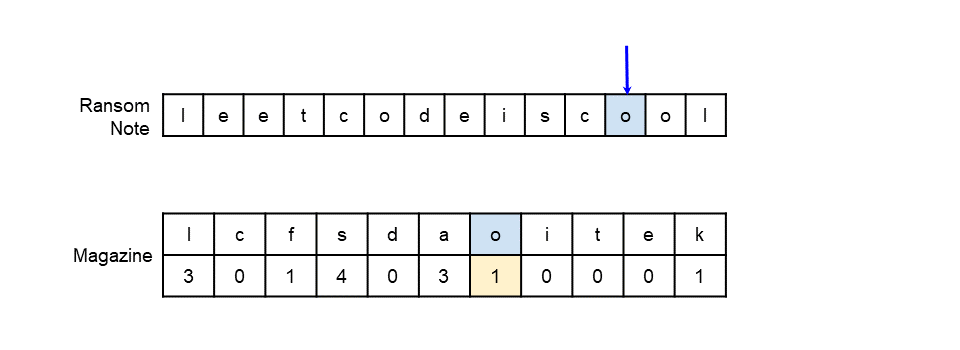 Ransom
Note
l e e t c o d e i s c o o l
Magazine
l c f s d a o i t e k
3 0 1 4 0 3 1 0 0 0 1